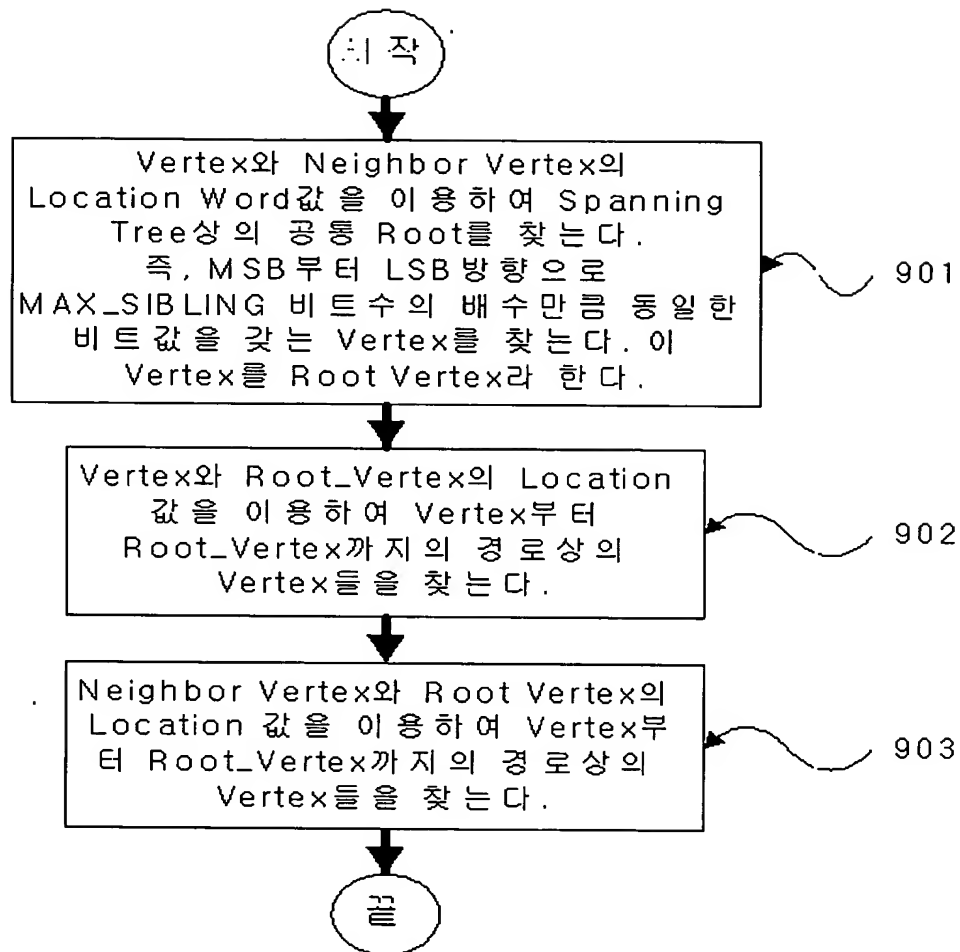 시작
Vertex와 Neighbor Vertex의
Location Word값을 이용하여 Spanning
Tree상의 공통 Root를 찾는다.
즉, MSB부터 LSB방향으로
MAX_SIBLING 비트수의 배수만큼 동일한
비트값을 갖는 Vertex를 찾는다. 이
Vertex를 Root Vertex라 한다.
901
Vertex와 Root_Vertex의 Location
값을 이용하여 Vertex부터
Root_Vertex까지의 경로상의
Vertex들을 찾는다.
902
Neighbor Vertex와 Root Vertex의
Location 값을 이용하여 Vertex부
터 Root_Vertex까지의 경로상의
Vertex들을 찾는다.
903
끝